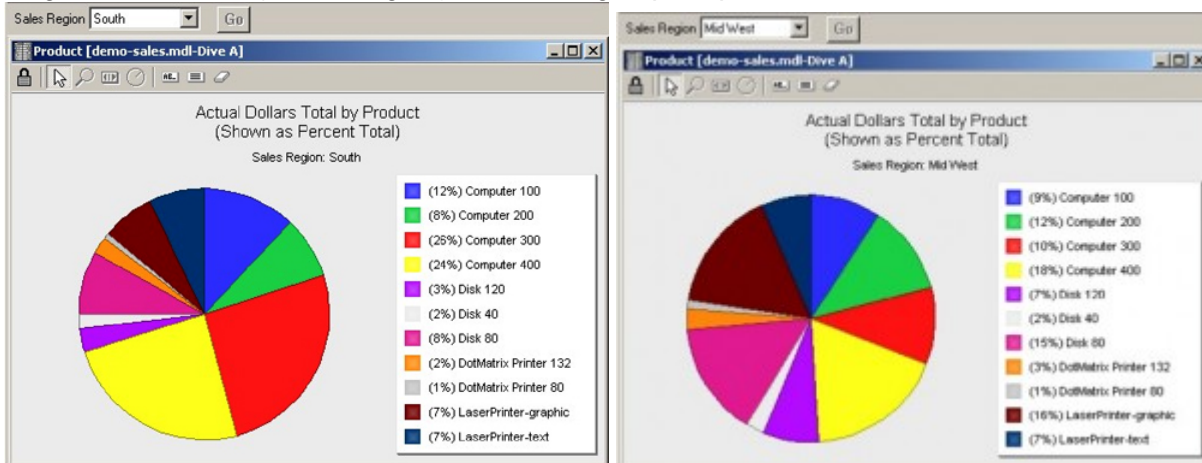 Sales Region South Go
Product [demo-sales.mdl-Dive A]
Actual Dollars Total by Product
(Shown as Percent Total)
Sales Region: South
(12%) Computer 100
(8%) Computer 200
(26%) Computer 300
(24%) Computer 400
(3%) Disk 120
(2%) Disk 40
(8%) Disk 80
(2%) DotMatrix Printer 132
(1%) DotMatrix Printer 80
(7%) LaserPrinter-graphic
(7%) LaserPrinter-text
Sales Region Mid West Go
Product [demo-sales.mdl-Dive A]
Actual Dollars Total by Product
(Shown as Percent Total)
Sales Region: Mid West
(9%) Computer 100
(12%) Computer 200
(10%) Computer 300
(18%) Computer 400
(7%) Disk 120
(2%) Disk 40
(15%) Disk 80
(3%) DotMatrix Printer 132
(1%) DotMatrix Printer 80
(16%) LaserPrinter-graphic
(7%) LaserPrinter-text